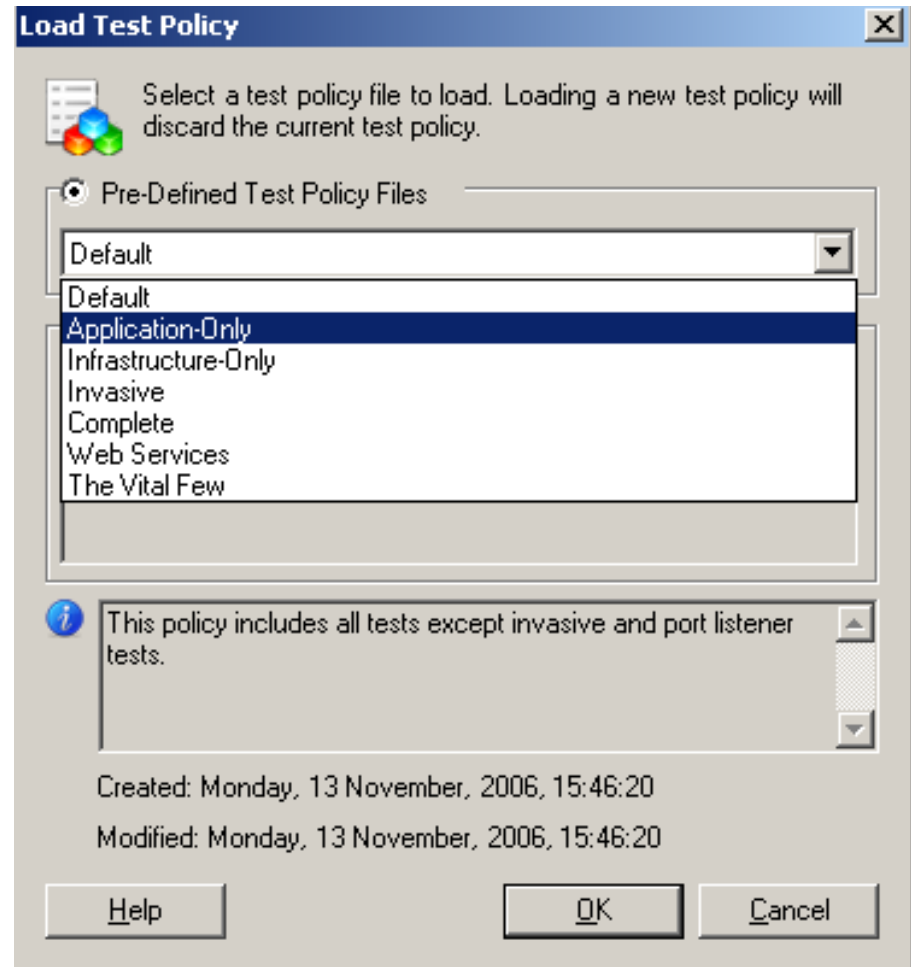 Load Test Policy
Select a test policy file to load. Loading a new test policy will
discard the current test policy.
Pre-Defined Test Policy Files
Default
Default
Application-Only
Infrastructure-Only
Invasive
Complete
Web Services
The Vital Few
This policy includes all tests except invasive and port listener
tests.
Created: Monday, 13 November, 2006, 15:46:20
Modified: Monday, 13 November, 2006, 15:46:20
Help
OK
Cancel